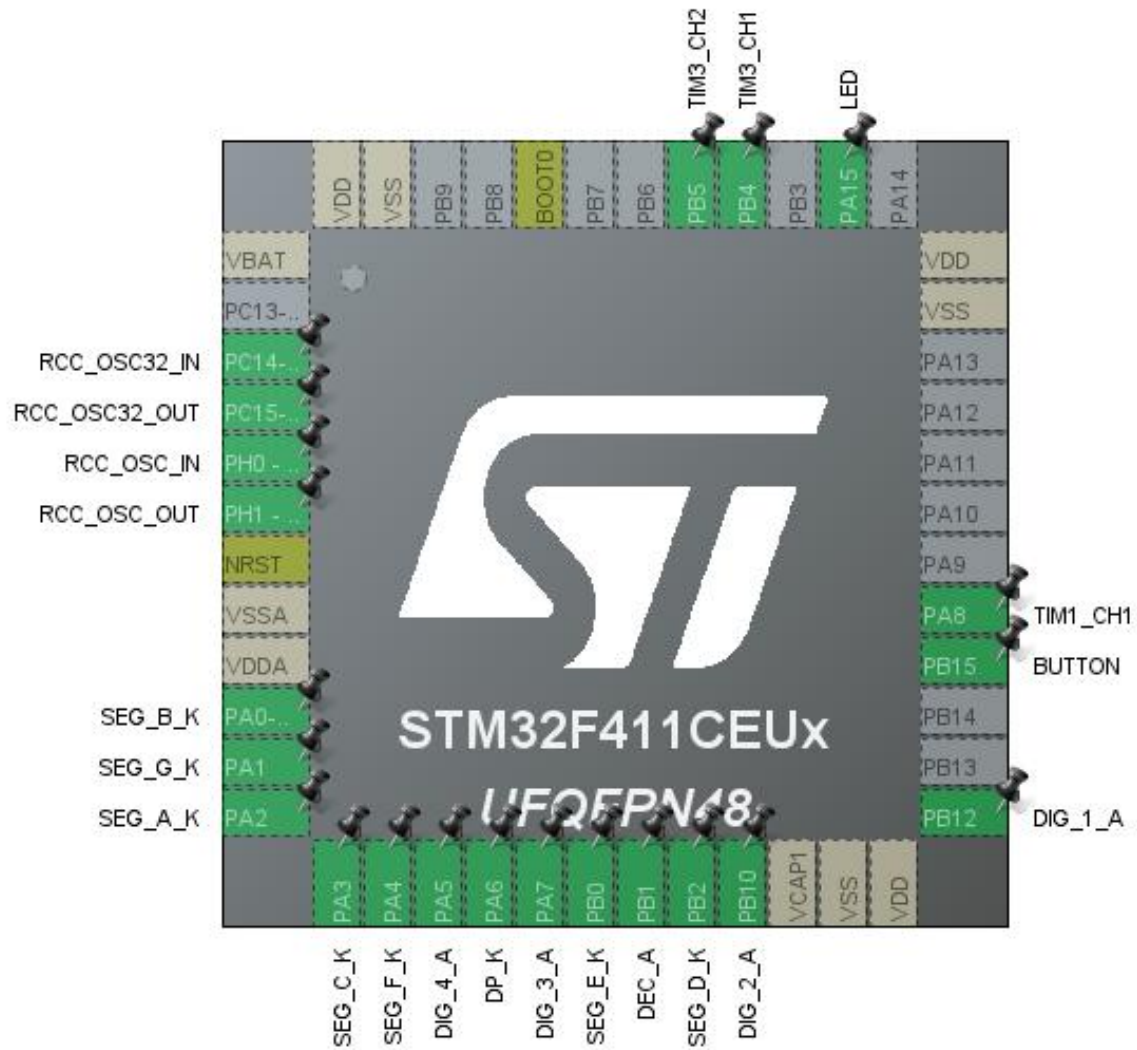 TIM3_CH2
TIM3_CH1
LED
VDD
VSS
PB9
PB8
BOOT0
PB7
PB6
PB5
PB4
PB3
PA15
PA14
VBAT
PC13-..
RCC_OSC32_IN PC14-..
RCC_OSC32_OUT PC15-..
RCC_OSC_IN PH0 - ..
RCC_OSC_OUT PH1 - ..
NRST
VSSA
VDDA
SEG_B_K PA0-..
SEG_G_K PA1
SEG_A_K PA2
VDD
VSS
PA13
PA12
PA11
PA10
PA9
PA8 TIM1_CH1
PB15 BUTTON
PB14
PB13
PB12 DIG_1_A
ST
STM32F411CEUx
UFQFPN48
PA3
PA4
PA5
PA6
PA7
PB0
PB1
PB2
PB10
VCAP1
VSS
VDD
SEG_C_K
SEG_F_K
DIG_4_A
DP_K
DIG_3_A
SEG_E_K
DEC_A
SEG_D_K
DIG_2_A